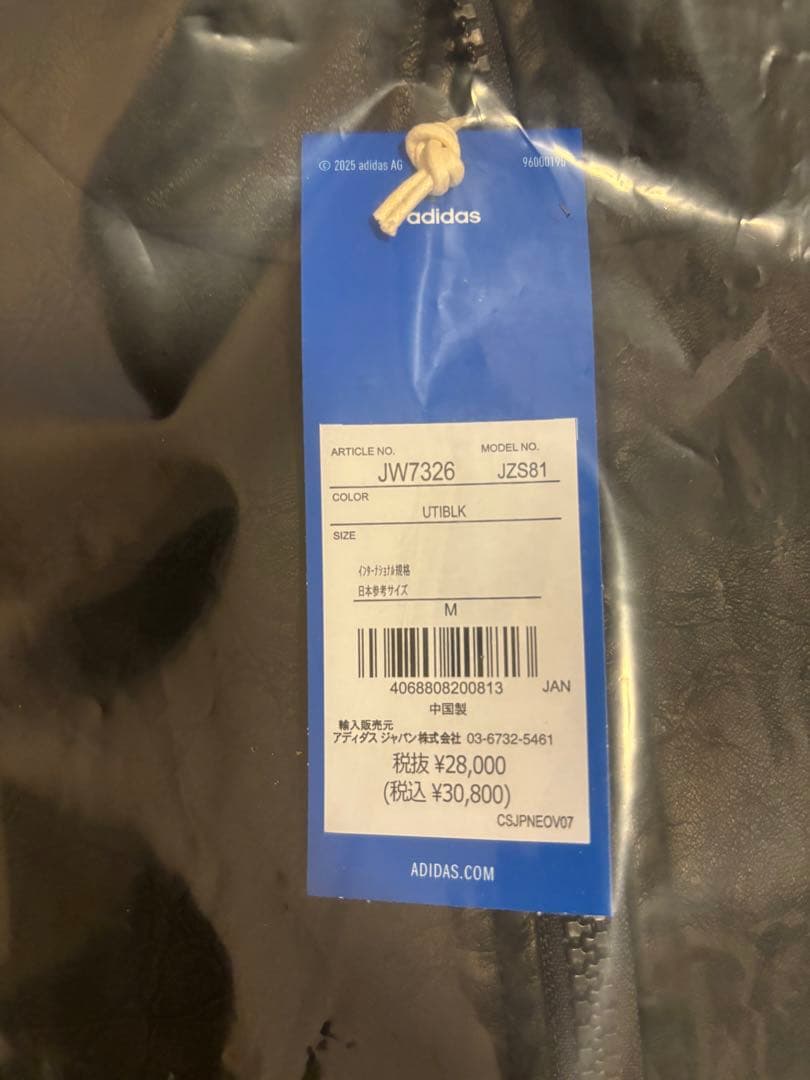 © 2025 adidas AG 96000190
adidas
ARTICLE NO. MODEL NO.
JW7326 JZS81
COLOR
UTIBLK
SIZE
ｲﾝﾀｰﾅｼｮﾅﾙ規格
日本参考サイズ
M
4068808200813 JAN
中国製
輸入販売元
アディダス ジャパン株式会社 03-6732-5461
税抜 ¥28,000
(税込 ¥30,800)
CSJPNEOV07
ADIDAS.COM